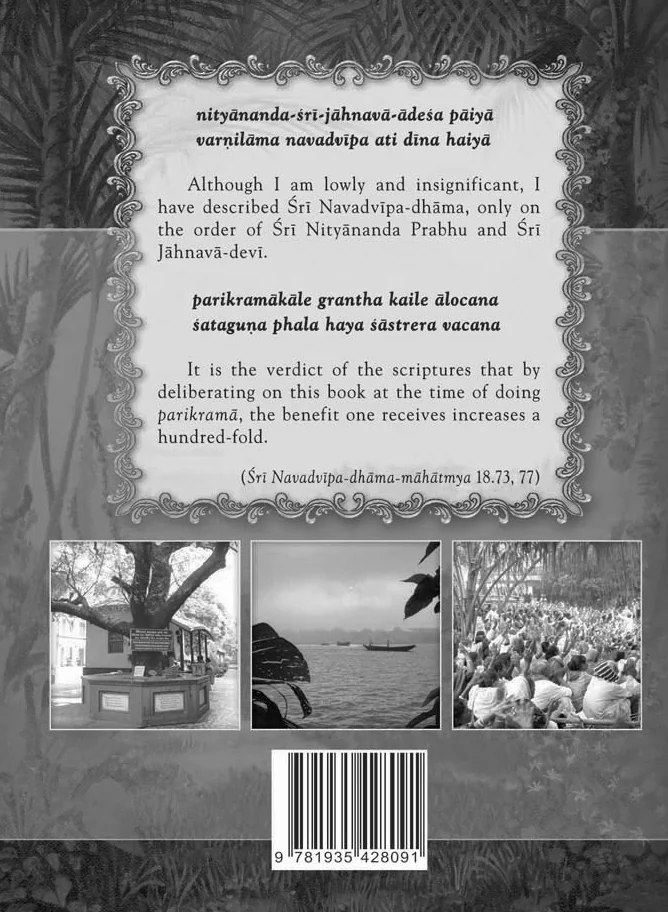 nityānanda-śrī-jāhnavā-ādeśa pāiyā
varṇilāma navadvīpa ati dīna haiyā
Although I am lowly and insignificant, I
have described Śrī Navadvīpa-dhāma, only on
the order of Śrī Nityānanda Prabhu and Śrī
Jāhnavā-devī.
parikramākāle grantha kaile ālocana
śataguṇa phala haya śāstrera vacana
It is the verdict of the scriptures that by
deliberating on this book at the time of doing
parikramā, the benefit one receives increases a
hundred-fold.
(Śrī Navadvīpa-dhāma-māhātmya 18.73, 77)
9 781935 428091